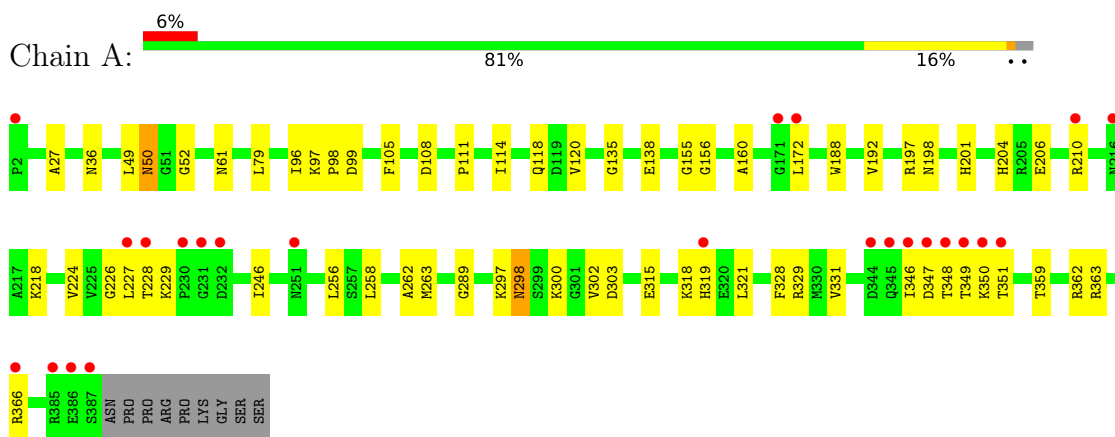 6%
Chain A:
81%
16%
P2 A27 N36 L49 N50 G51 G52 N61 L79 I96 K97 P98 D99 F105 D108 P111 I114 Q118 D119 V120 G135 E138 G155 G156 A160 G171 L172 W188 V192 R197 N198 H201 H204 R205 E206 R210 N216
A217 K218 V224 V225 G226 L227 T228 K229 P230 G231 D232 I246 N251 L256 S257 L258 A262 M263 G289 K297 N298 S299 K300 G301 V302 D303 E315 K318 H319 E320 L321 F328 R329 M330 V331 D344 Q345 I346 D347 T348 T349 K350 T351 T359 R362 R363
R366 R385 E386 S387 ASN PRO PRO ARG PRO LYS GLY SER SER